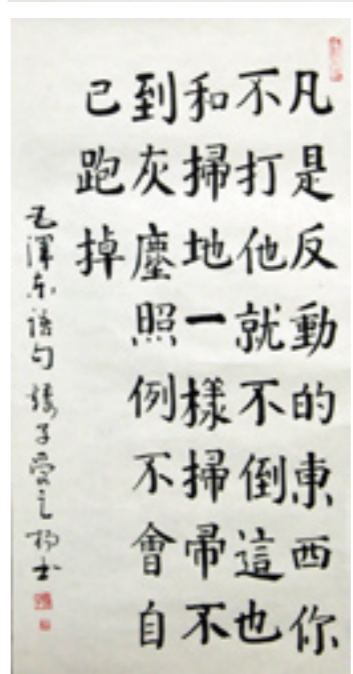 凡是反動的東西你
不打他就不倒這也
和掃地一樣掃帚不
到灰塵照例不會自
己跑掉
毛澤东語句